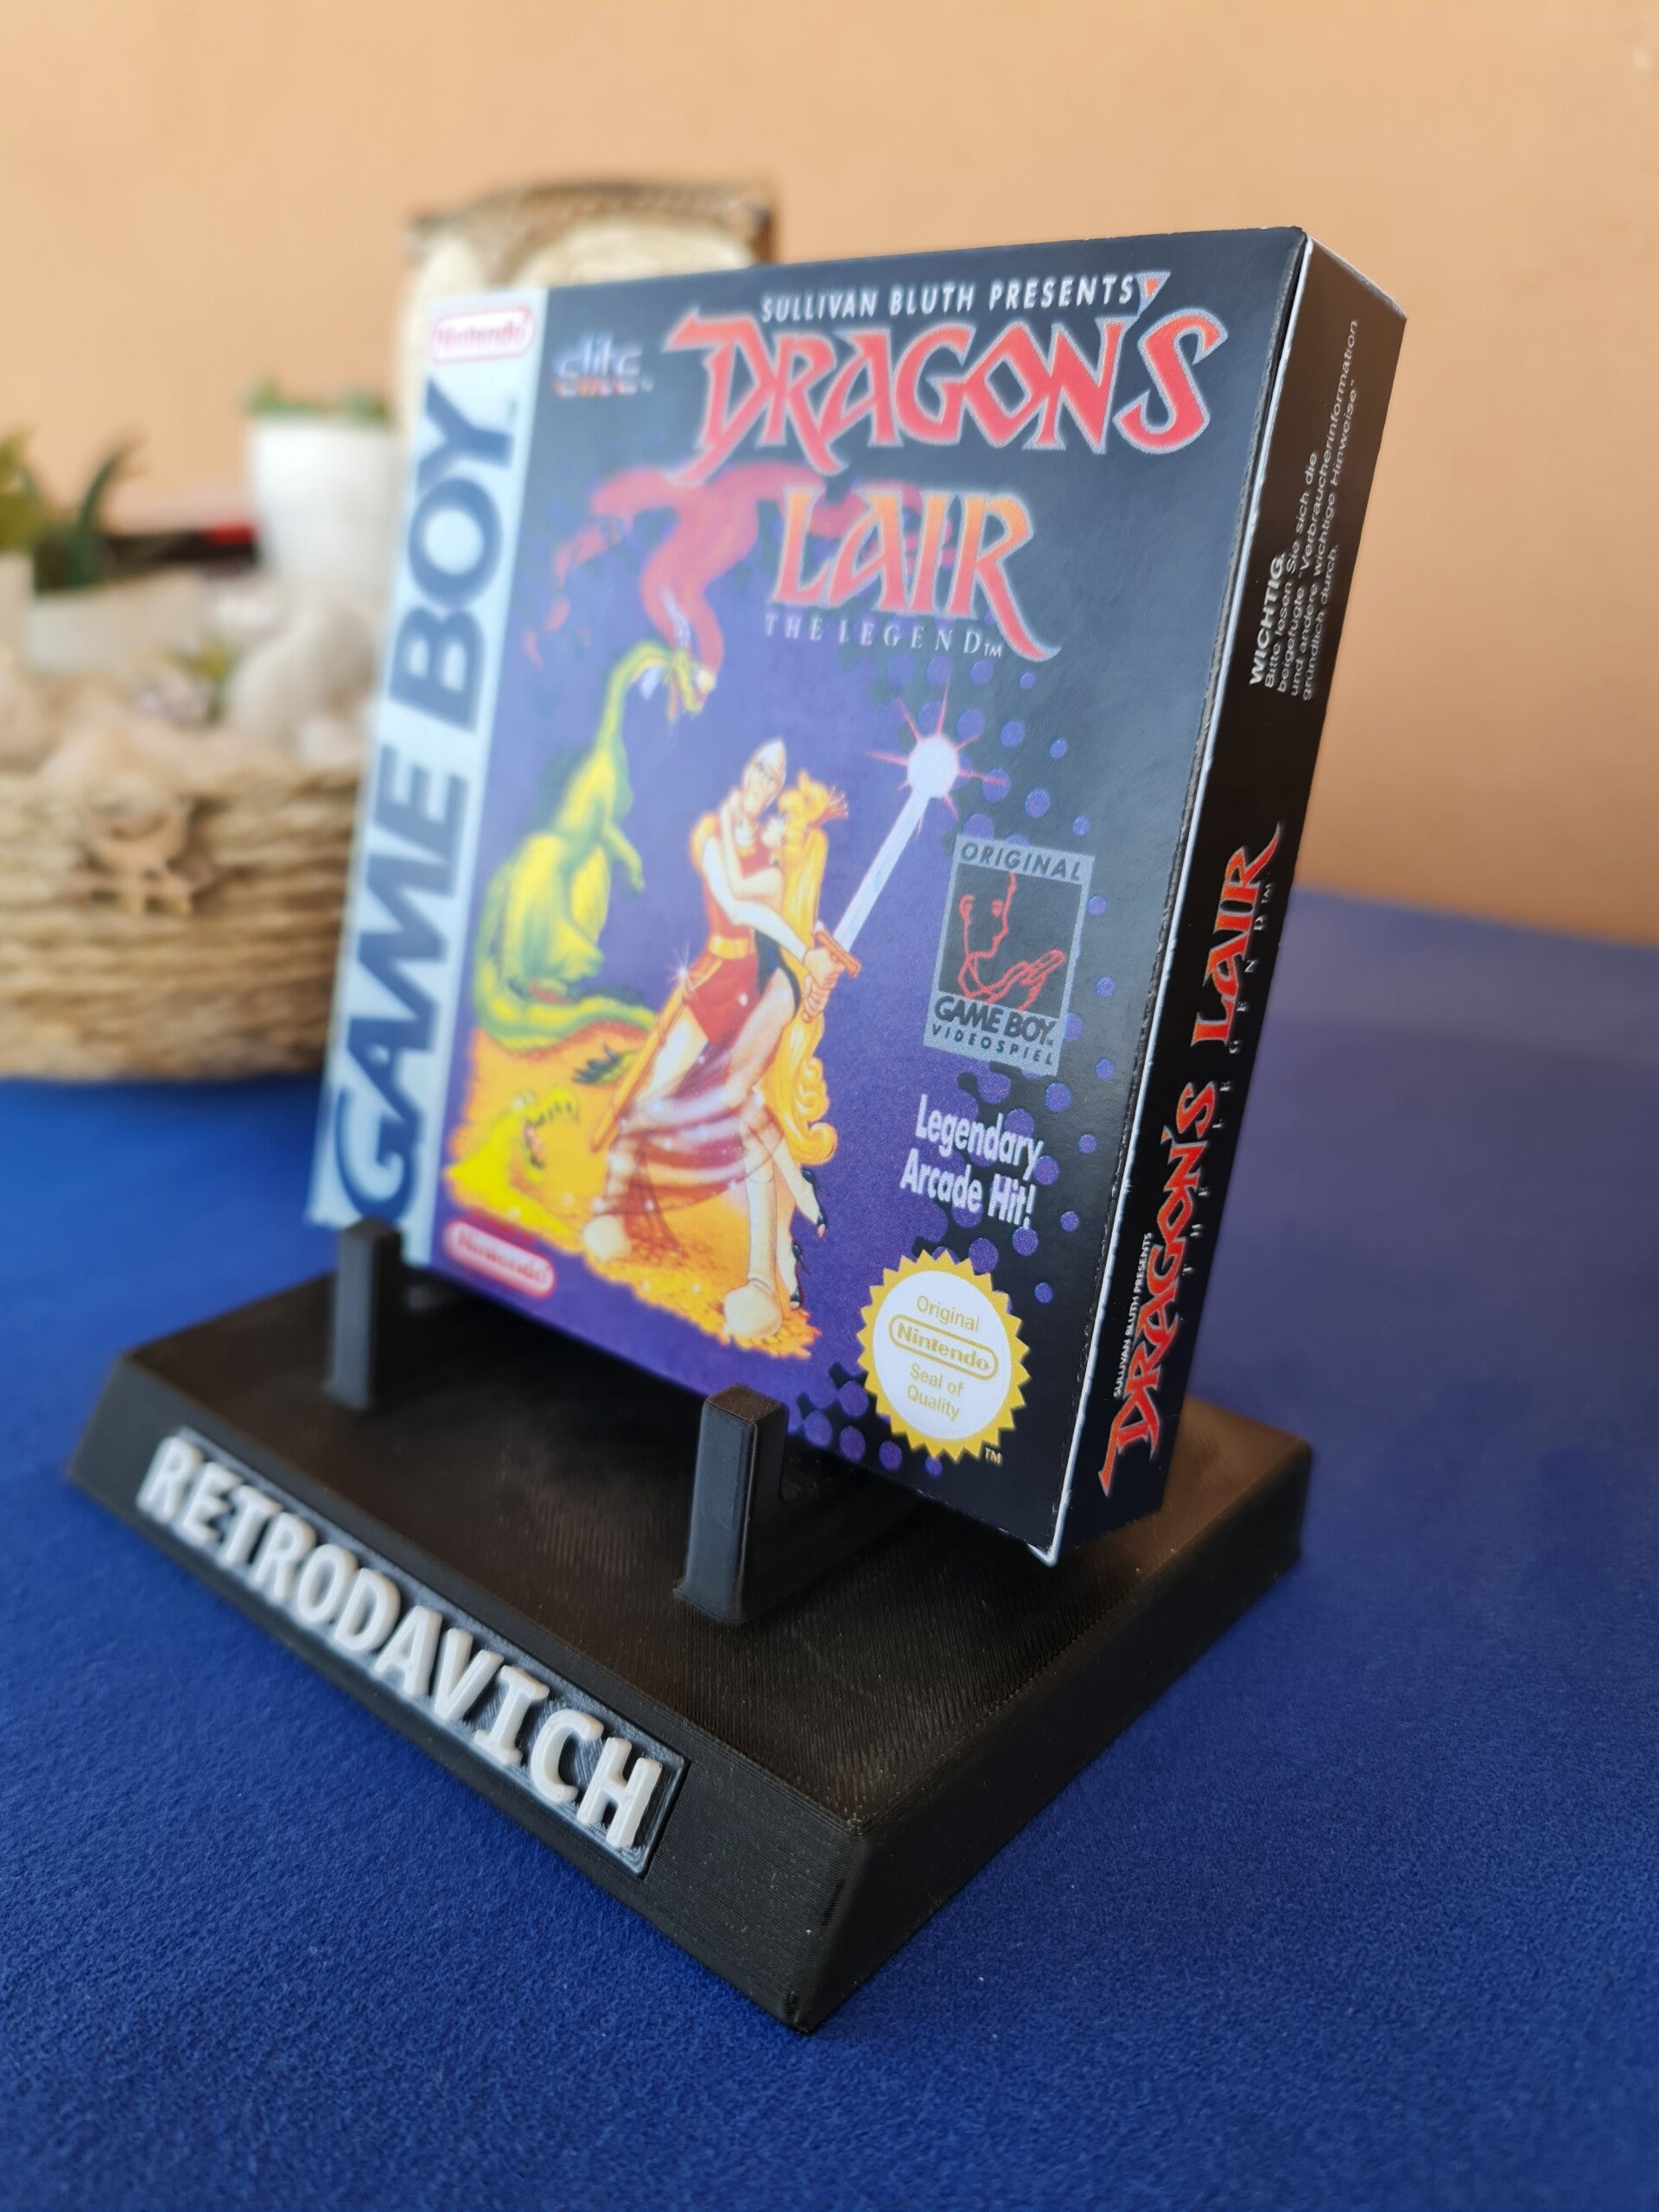 SULLIVAN BLUTH PRESENTS
Nintendo
elite
DRAGON'S
LAIR
THE LEGEND™
GAME BOY™
ORIGINAL
GAME BOY™
VIDEOSPIEL
Legendary
Arcade Hit!
Nintendo
Original
Nintendo
Seal of
Quality
TM
WICHTIG.
Bitte lesen Sie sich die
beigefügte "Verbraucherinformation
und andere wichtige Hinweise"
gründlich durch.
SULLIVAN BLUTH PRESENTS
DRAGON'S LAIR
THE LEGEND™
RETRODAVICH